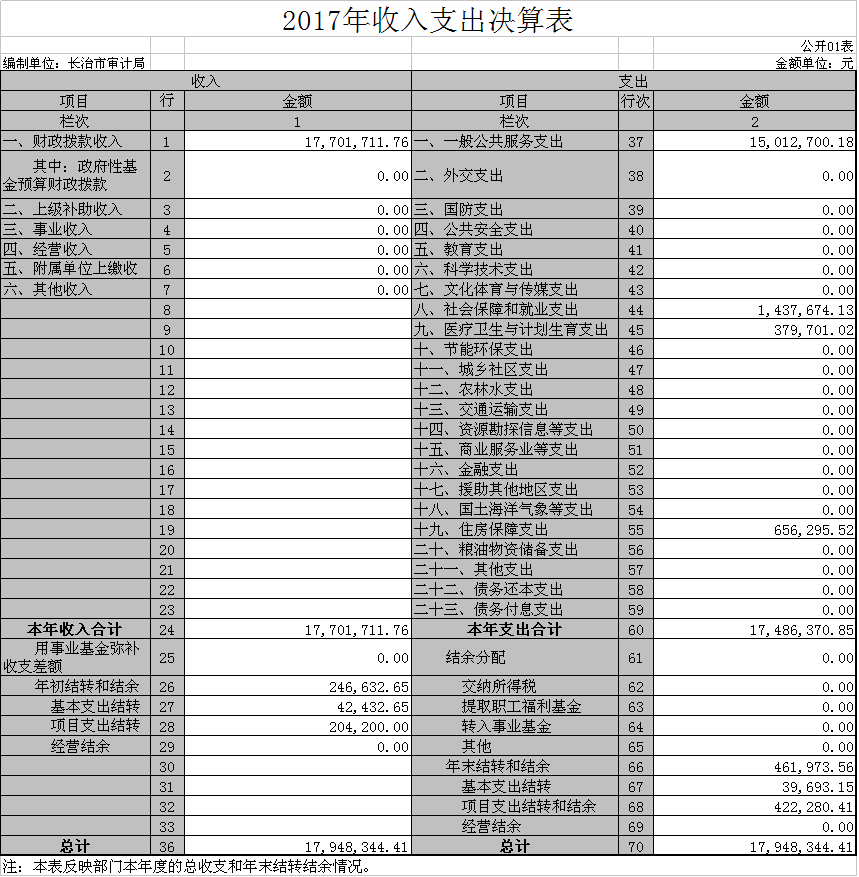 2017年收入支出决算表
公开01表
编制单位：长治市审计局 金额单位：元
收入 支出
项目 行 金额 项目 行次 金额
栏次 1 栏次 2
一、财政拨款收入 1 17,701,711.76 一、一般公共服务支出 37 15,012,700.18
其中：政府性基
金预算财政拨款 2 0.00 二、外交支出 38 0.00
二、上级补助收入 3 0.00 三、国防支出 39 0.00
三、事业收入 4 0.00 四、公共安全支出 40 0.00
四、经营收入 5 0.00 五、教育支出 41 0.00
五、附属单位上缴收 6 0.00 六、科学技术支出 42 0.00
六、其他收入 7 0.00 七、文化体育与传媒支出 43 0.00
8 八、社会保障和就业支出 44 1,437,674.13
9 九、医疗卫生与计划生育支出 45 379,701.02
10 十、节能环保支出 46 0.00
11 十一、城乡社区支出 47 0.00
12 十二、农林水支出 48 0.00
13 十三、交通运输支出 49 0.00
14 十四、资源勘探信息等支出 50 0.00
15 十五、商业服务业等支出 51 0.00
16 十六、金融支出 52 0.00
17 十七、援助其他地区支出 53 0.00
18 十八、国土海洋气象等支出 54 0.00
19 十九、住房保障支出 55 656,295.52
20 二十、粮油物资储备支出 56 0.00
21 二十一、其他支出 57 0.00
22 二十二、债务还本支出 58 0.00
23 二十三、债务付息支出 59 0.00
本年收入合计 24 17,701,711.76 本年支出合计 60 17,486,370.85
用事业基金弥补
收支差额 25 0.00 结余分配 61 0.00
年初结转和结余 26 246,632.65 交纳所得税 62 0.00
基本支出结转 27 42,432.65 提取职工福利基金 63 0.00
项目支出结转 28 204,200.00 转入事业基金 64 0.00
经营结余 29 0.00 其他 65 0.00
30 年末结转和结余 66 461,973.56
31 基本支出结转 67 39,693.15
32 项目支出结转和结余 68 422,280.41
33 经营结余 69 0.00
总计 36 17,948,344.41 总计 70 17,948,344.41
注：本表反映部门本年度的总收支和年末结转结余情况。